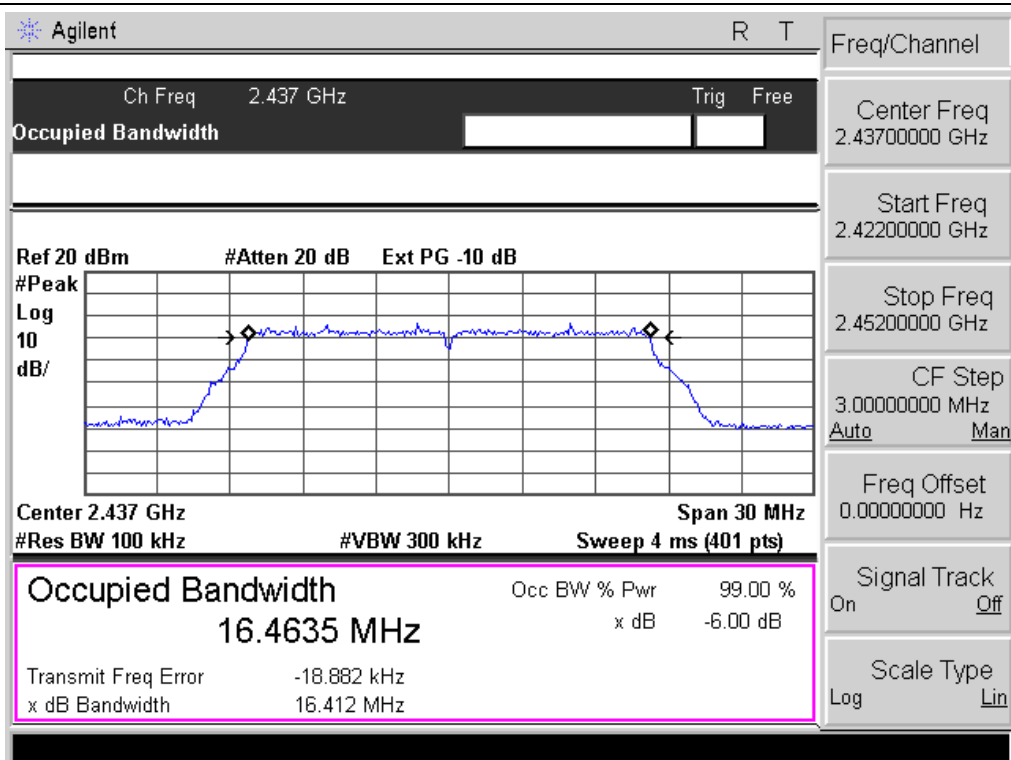 Agilent R T
Ch Freq 2.437 GHz Trig Free
Occupied Bandwidth
Ref 20 dBm #Atten 20 dB Ext PG -10 dB
#Peak
Log
10
dB/
Center 2.437 GHz Span 30 MHz
#Res BW 100 kHz #VBW 300 kHz Sweep 4 ms (401 pts)
Occupied Bandwidth
16.4635 MHz
Occ BW % Pwr 99.00 %
x dB -6.00 dB
Transmit Freq Error -18.882 kHz
x dB Bandwidth 16.412 MHz
Freq/Channel
Center Freq
2.43700000 GHz
Start Freq
2.42200000 GHz
Stop Freq
2.45200000 GHz
CF Step
3.00000000 MHz
Auto Man
Freq Offset
0.00000000 Hz
Signal Track
On Off
Scale Type
Log Lin